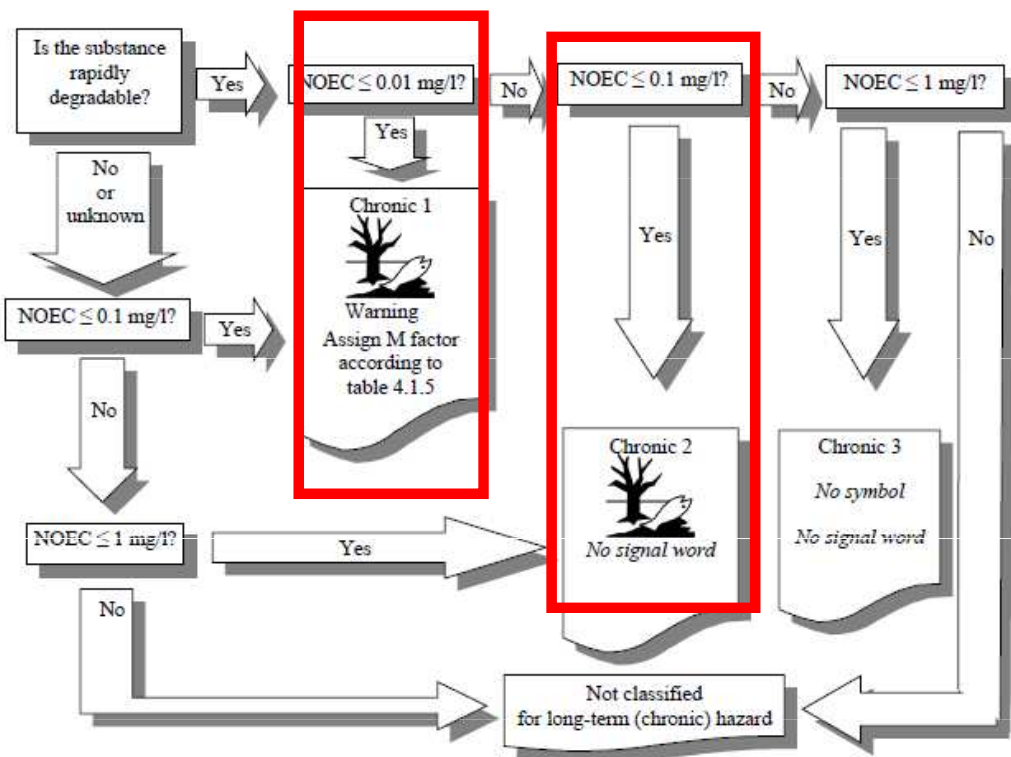 Is the substance
rapidly
degradable?
Yes
NOEC ≤ 0.01 mg/l?
No
NOEC ≤ 0.1 mg/l?
No
NOEC ≤ 1 mg/l?
Yes
No
or
unknown
Chronic 1
Warning
Assign M factor
according to
table 4.1.5
Yes
Yes
No
NOEC ≤ 0.1 mg/l?
Yes
No
Chronic 2
No signal word
Chronic 3
No symbol
No signal word
NOEC ≤ 1 mg/l?
Yes
No
Not classified
for long-term (chronic) hazard